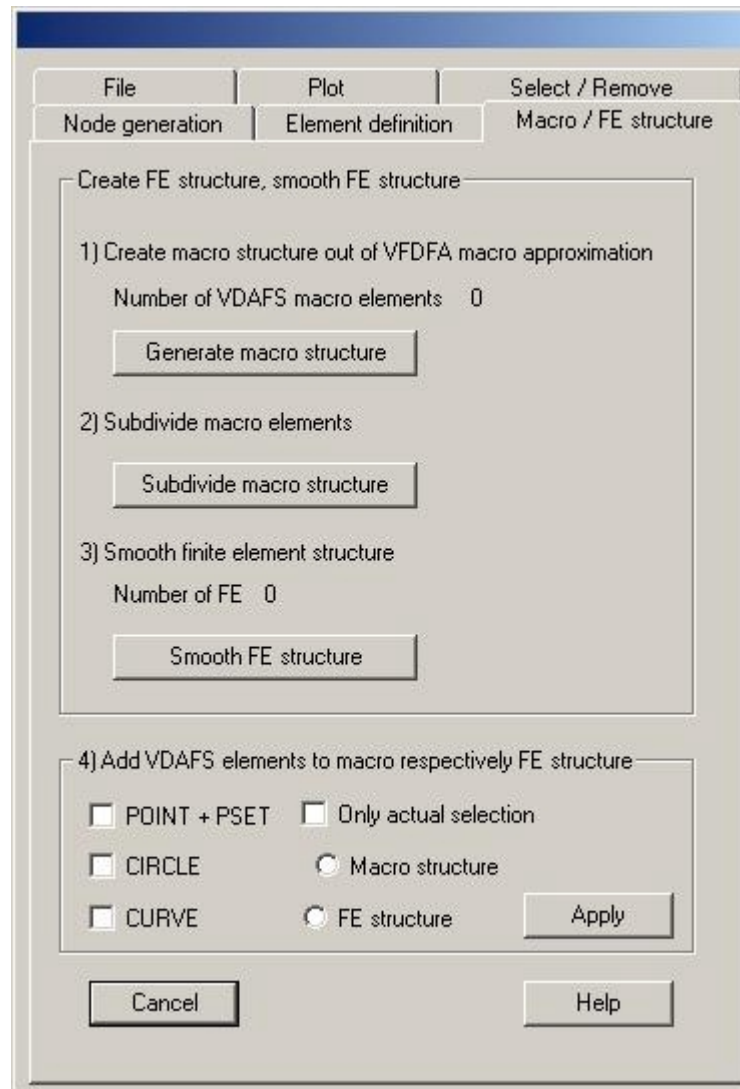 File Plot Select / Remove
Node generation Element definition Macro / FE structure
Create FE structure, smooth FE structure
1) Create macro structure out of VFDFA macro approximation
Number of VDAFS macro elements 0
Generate macro structure
2) Subdivide macro elements
Subdivide macro structure
3) Smooth finite element structure
Number of FE 0
Smooth FE structure
4) Add VDAFS elements to macro respectively FE structure
POINT + PSET Only actual selection
CIRCLE Macro structure
CURVE FE structure Apply
Cancel Help